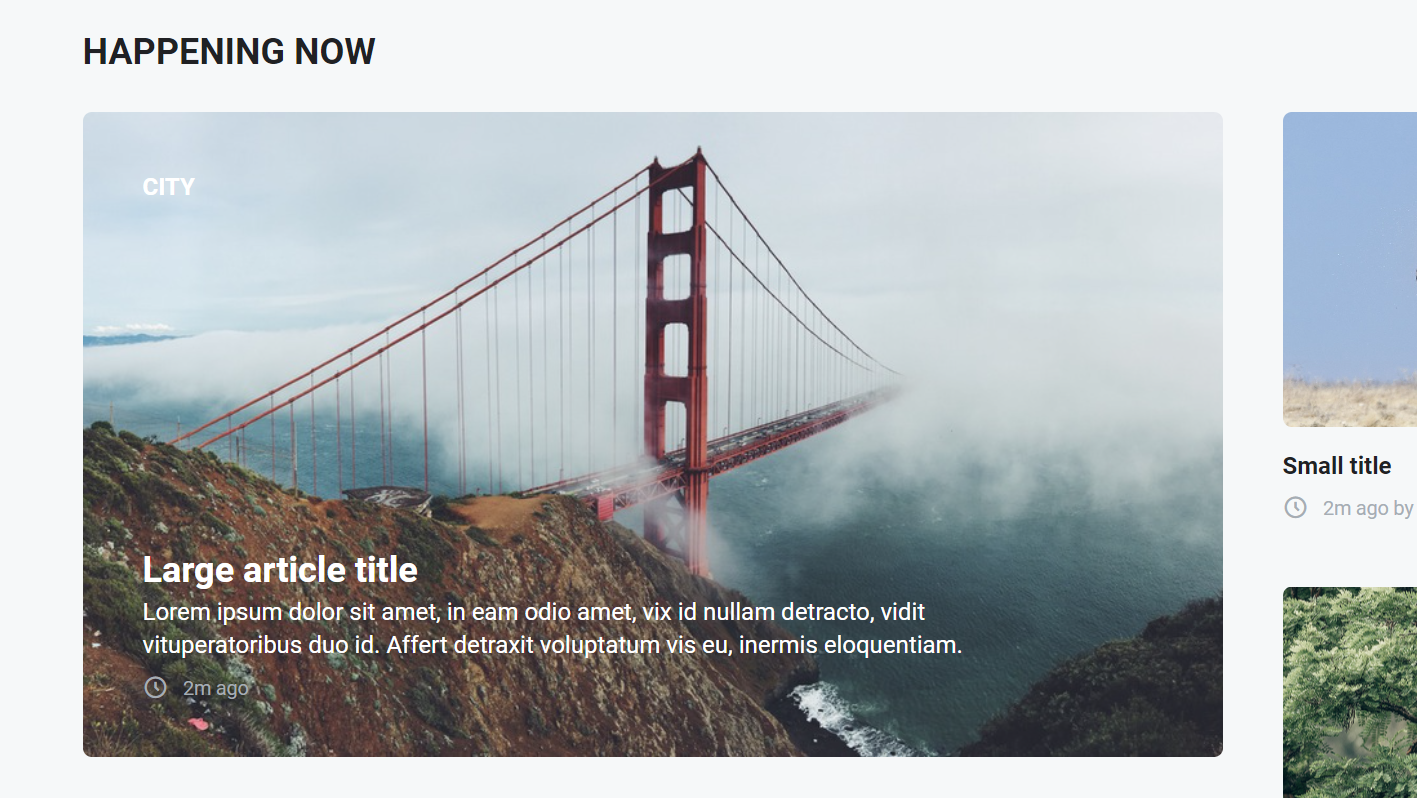 HAPPENING NOW
CITY
Large article title
Lorem ipsum dolor sit amet, in eam odio amet, vix id nullam detracto, vidit
vituperatoribus duo id. Affert detraxit voluptatum vis eu, inermis eloquentiam.
2m ago
Small title
2m ago by